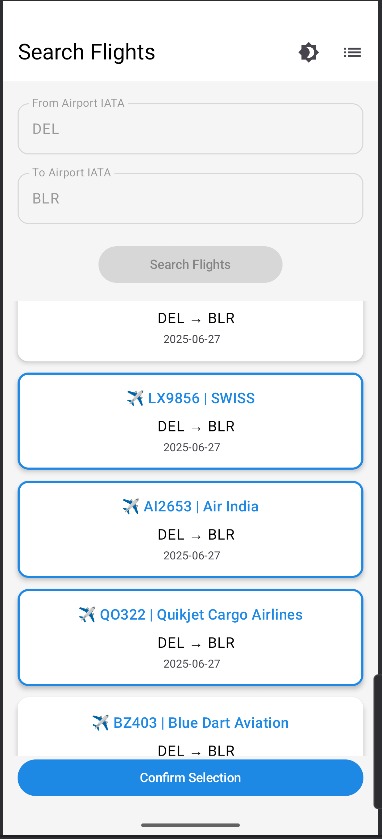 Search Flights
From Airport IATA
DEL
To Airport IATA
BLR
Search Flights
DEL → BLR
2025-06-27
✈️ LX9856 | SWISS
DEL → BLR
2025-06-27
✈️ AI2653 | Air India
DEL → BLR
2025-06-27
✈️ QO322 | Quikjet Cargo Airlines
DEL → BLR
2025-06-27
✈️ BZ403 | Blue Dart Aviation
DEL → BLR
Confirm Selection